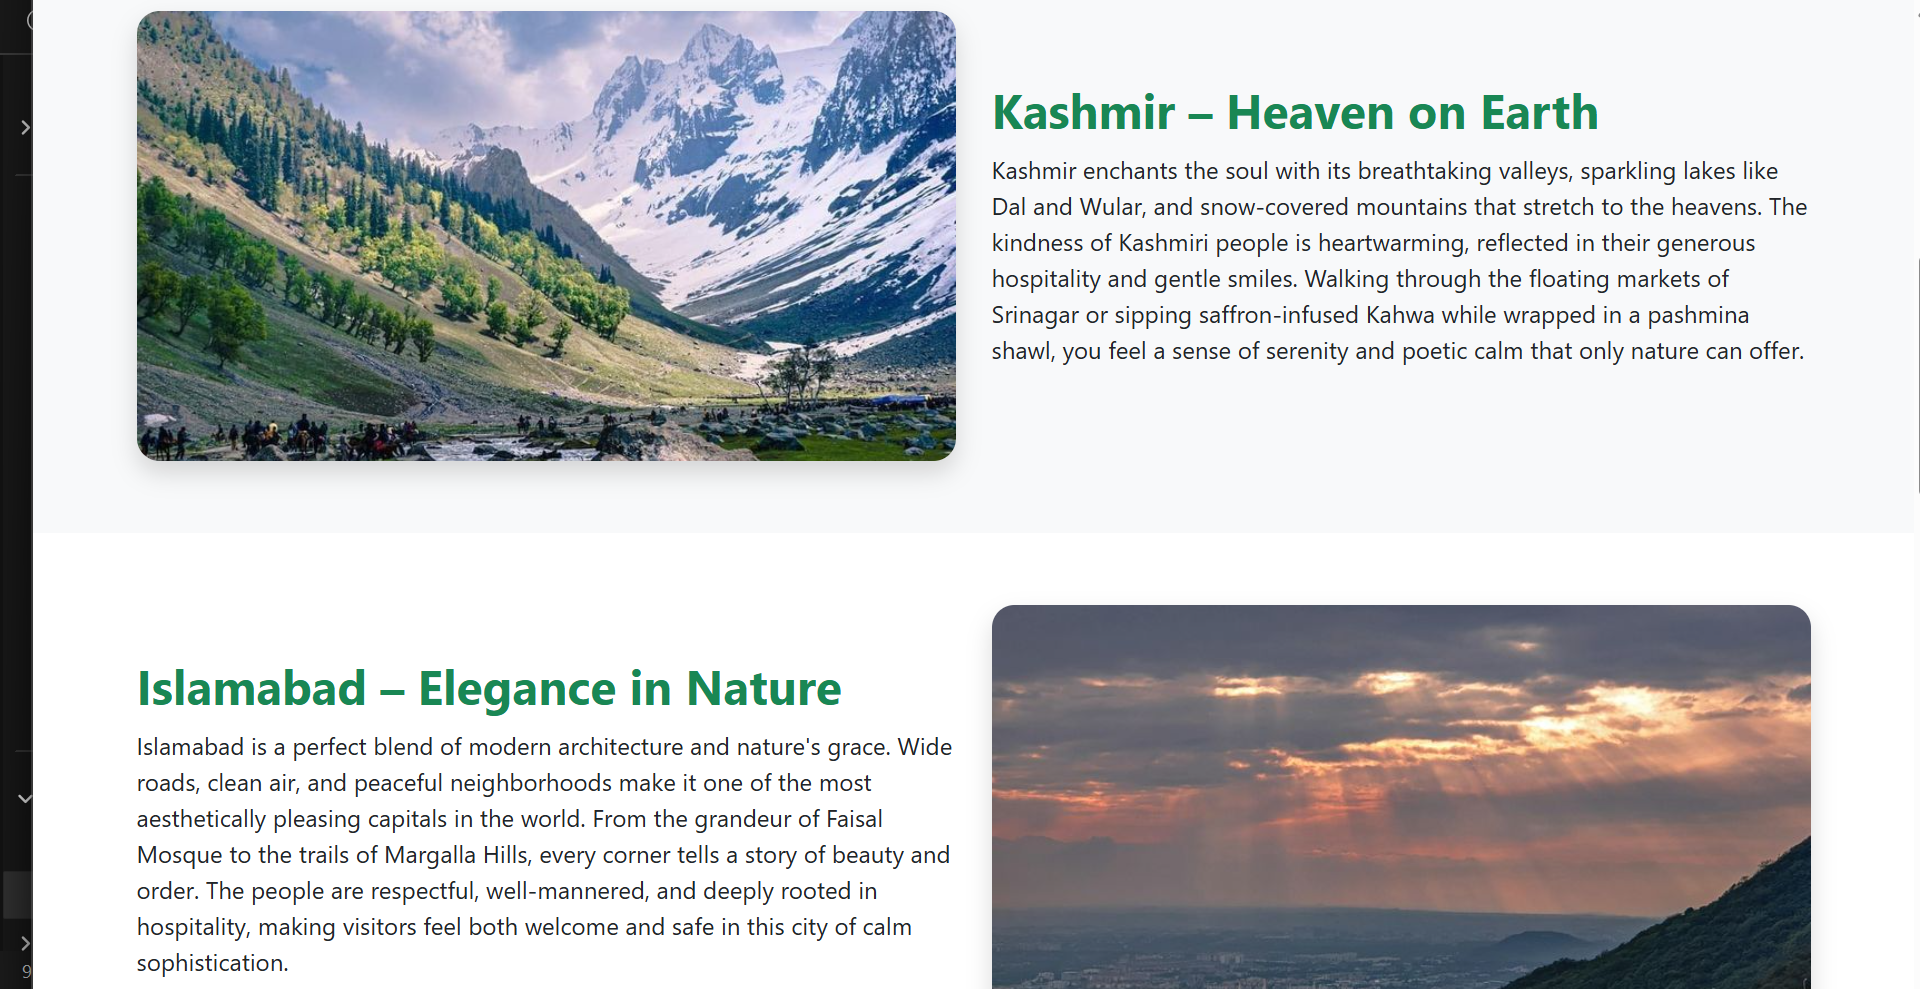 Kashmir – Heaven on Earth
Kashmir enchants the soul with its breathtaking valleys, sparkling lakes like
Dal and Wular, and snow-covered mountains that stretch to the heavens. The
kindness of Kashmiri people is heartwarming, reflected in their generous
hospitality and gentle smiles. Walking through the floating markets of
Srinagar or sipping saffron-infused Kahwa while wrapped in a pashmina
shawl, you feel a sense of serenity and poetic calm that only nature can offer.
Islamabad – Elegance in Nature
Islamabad is a perfect blend of modern architecture and nature's grace. Wide
roads, clean air, and peaceful neighborhoods make it one of the most
aesthetically pleasing capitals in the world. From the grandeur of Faisal
Mosque to the trails of Margalla Hills, every corner tells a story of beauty and
order. The people are respectful, well-mannered, and deeply rooted in
hospitality, making visitors feel both welcome and safe in this city of calm
sophistication.
9